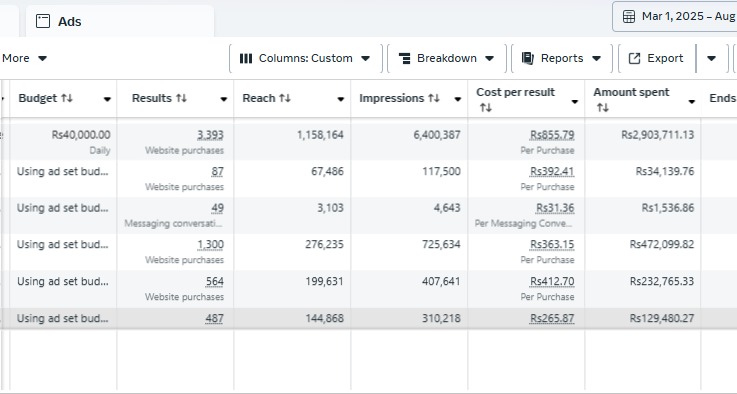 Ads
Mar 1, 2025 – Aug
More
Columns: Custom
Breakdown
Reports
Export
Budget ↑↓ Results ↑↓ Reach ↑↓ Impressions ↑↓ Cost per result ↑↓ Amount spent ↑↓ Ends
Rs40,000.00 3,393 1,158,164 6,400,387 Rs855.79 Rs2,903,711.13
Daily Website purchases Per Purchase
Using ad set bud... 87 67,486 117,500 Rs392.41 Rs34,139.76
Website purchases Per Purchase
Using ad set bud... 49 3,103 4,643 Rs31.36 Rs1,536.86
Messaging conversati... Per Messaging Conve...
Using ad set bud... 1,300 276,235 725,634 Rs363.15 Rs472,099.82
Website purchases Per Purchase
Using ad set bud... 564 199,631 407,641 Rs412.70 Rs232,765.33
Website purchases Per Purchase
Using ad set bud... 487 144,868 310,218 Rs265.87 Rs129,480.27